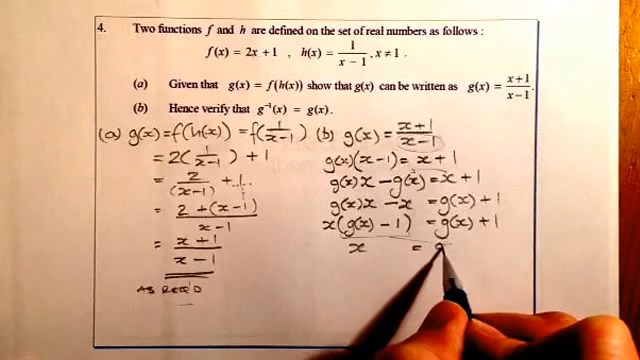 4. Two functions f and h are defined on the set of real numbers as follows :
f(x) = 2x + 1 , h(x) = 1/(x − 1), x ≠ 1 .
(a) Given that g(x) = f(h(x)) show that g(x) can be written as g(x) = (x+1)/(x−1).
(b) Hence verify that g⁻¹(x) = g(x).
(a) g(x) = f(h(x)) = f(1/(x−1))
= 2(1/(x−1)) + 1
= 2/(x−1) + 1
= (2 + (x−1))/(x−1)
= (x+1)/(x−1)
AS REQ'D
(b) g(x) = (x+1)/(x−1)
g(x)(x−1) = x + 1
g(x)x − g(x) = x + 1
g(x)x − x = g(x) + 1
x(g(x) − 1) = g(x) + 1
x = g